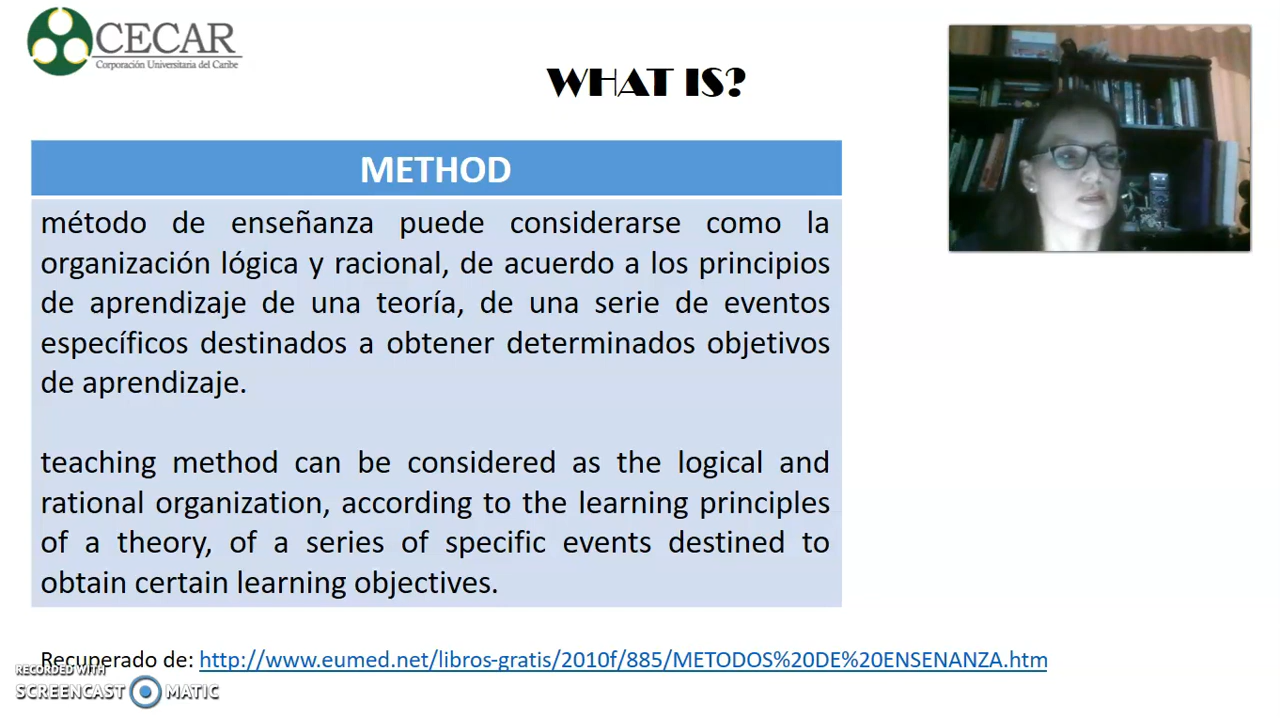 CECAR
Corporación Universitaria del Caribe
WHAT IS?
METHOD
método de enseñanza puede considerarse como la
organización lógica y racional, de acuerdo a los principios
de aprendizaje de una teoría, de una serie de eventos
específicos destinados a obtener determinados objetivos
de aprendizaje.
teaching method can be considered as the logical and
rational organization, according to the learning principles
of a theory, of a series of specific events destined to
obtain certain learning objectives.
Recuperado de: http://www.eumed.net/libros-gratis/2010f/885/METODOS%20DE%20ENSENANZA.htm
RECORDED WITH
SCREENCAST MATIC